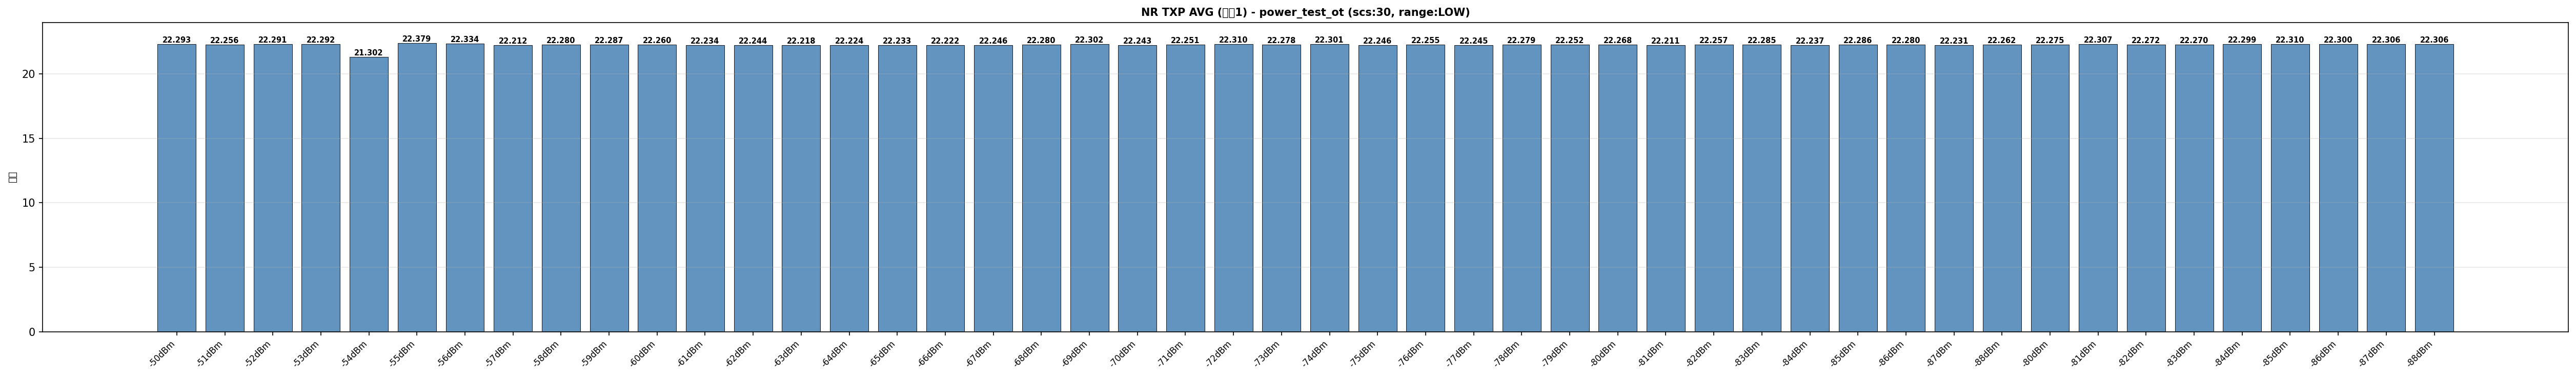 NR TXP AVG (1) - power_test_ot (scs:30, range:LOW)
22.293 22.256 22.291 22.292 21.302 22.379 22.334 22.212 22.280 22.287 22.260 22.234 22.244 22.218 22.224 22.233 22.222 22.246 22.280 22.302 22.243 22.251 22.310 22.278 22.301 22.246 22.255 22.245 22.279 22.252 22.268 22.211 22.257 22.285 22.237 22.286 22.280 22.231 22.262 22.275 22.307 22.272 22.270 22.299 22.310 22.300 22.306 22.306
20
15
10
5
0
-50dBm -51dBm -52dBm -53dBm -54dBm -55dBm -56dBm -57dBm -58dBm -59dBm -60dBm -61dBm -62dBm -63dBm -64dBm -65dBm -66dBm -67dBm -68dBm -69dBm -70dBm -71dBm -72dBm -73dBm -74dBm -75dBm -76dBm -77dBm -78dBm -79dBm -80dBm -81dBm -82dBm -83dBm -84dBm -85dBm -86dBm -87dBm -88dBm -80dBm -81dBm -82dBm -83dBm -84dBm -85dBm -86dBm -87dBm -88dBm